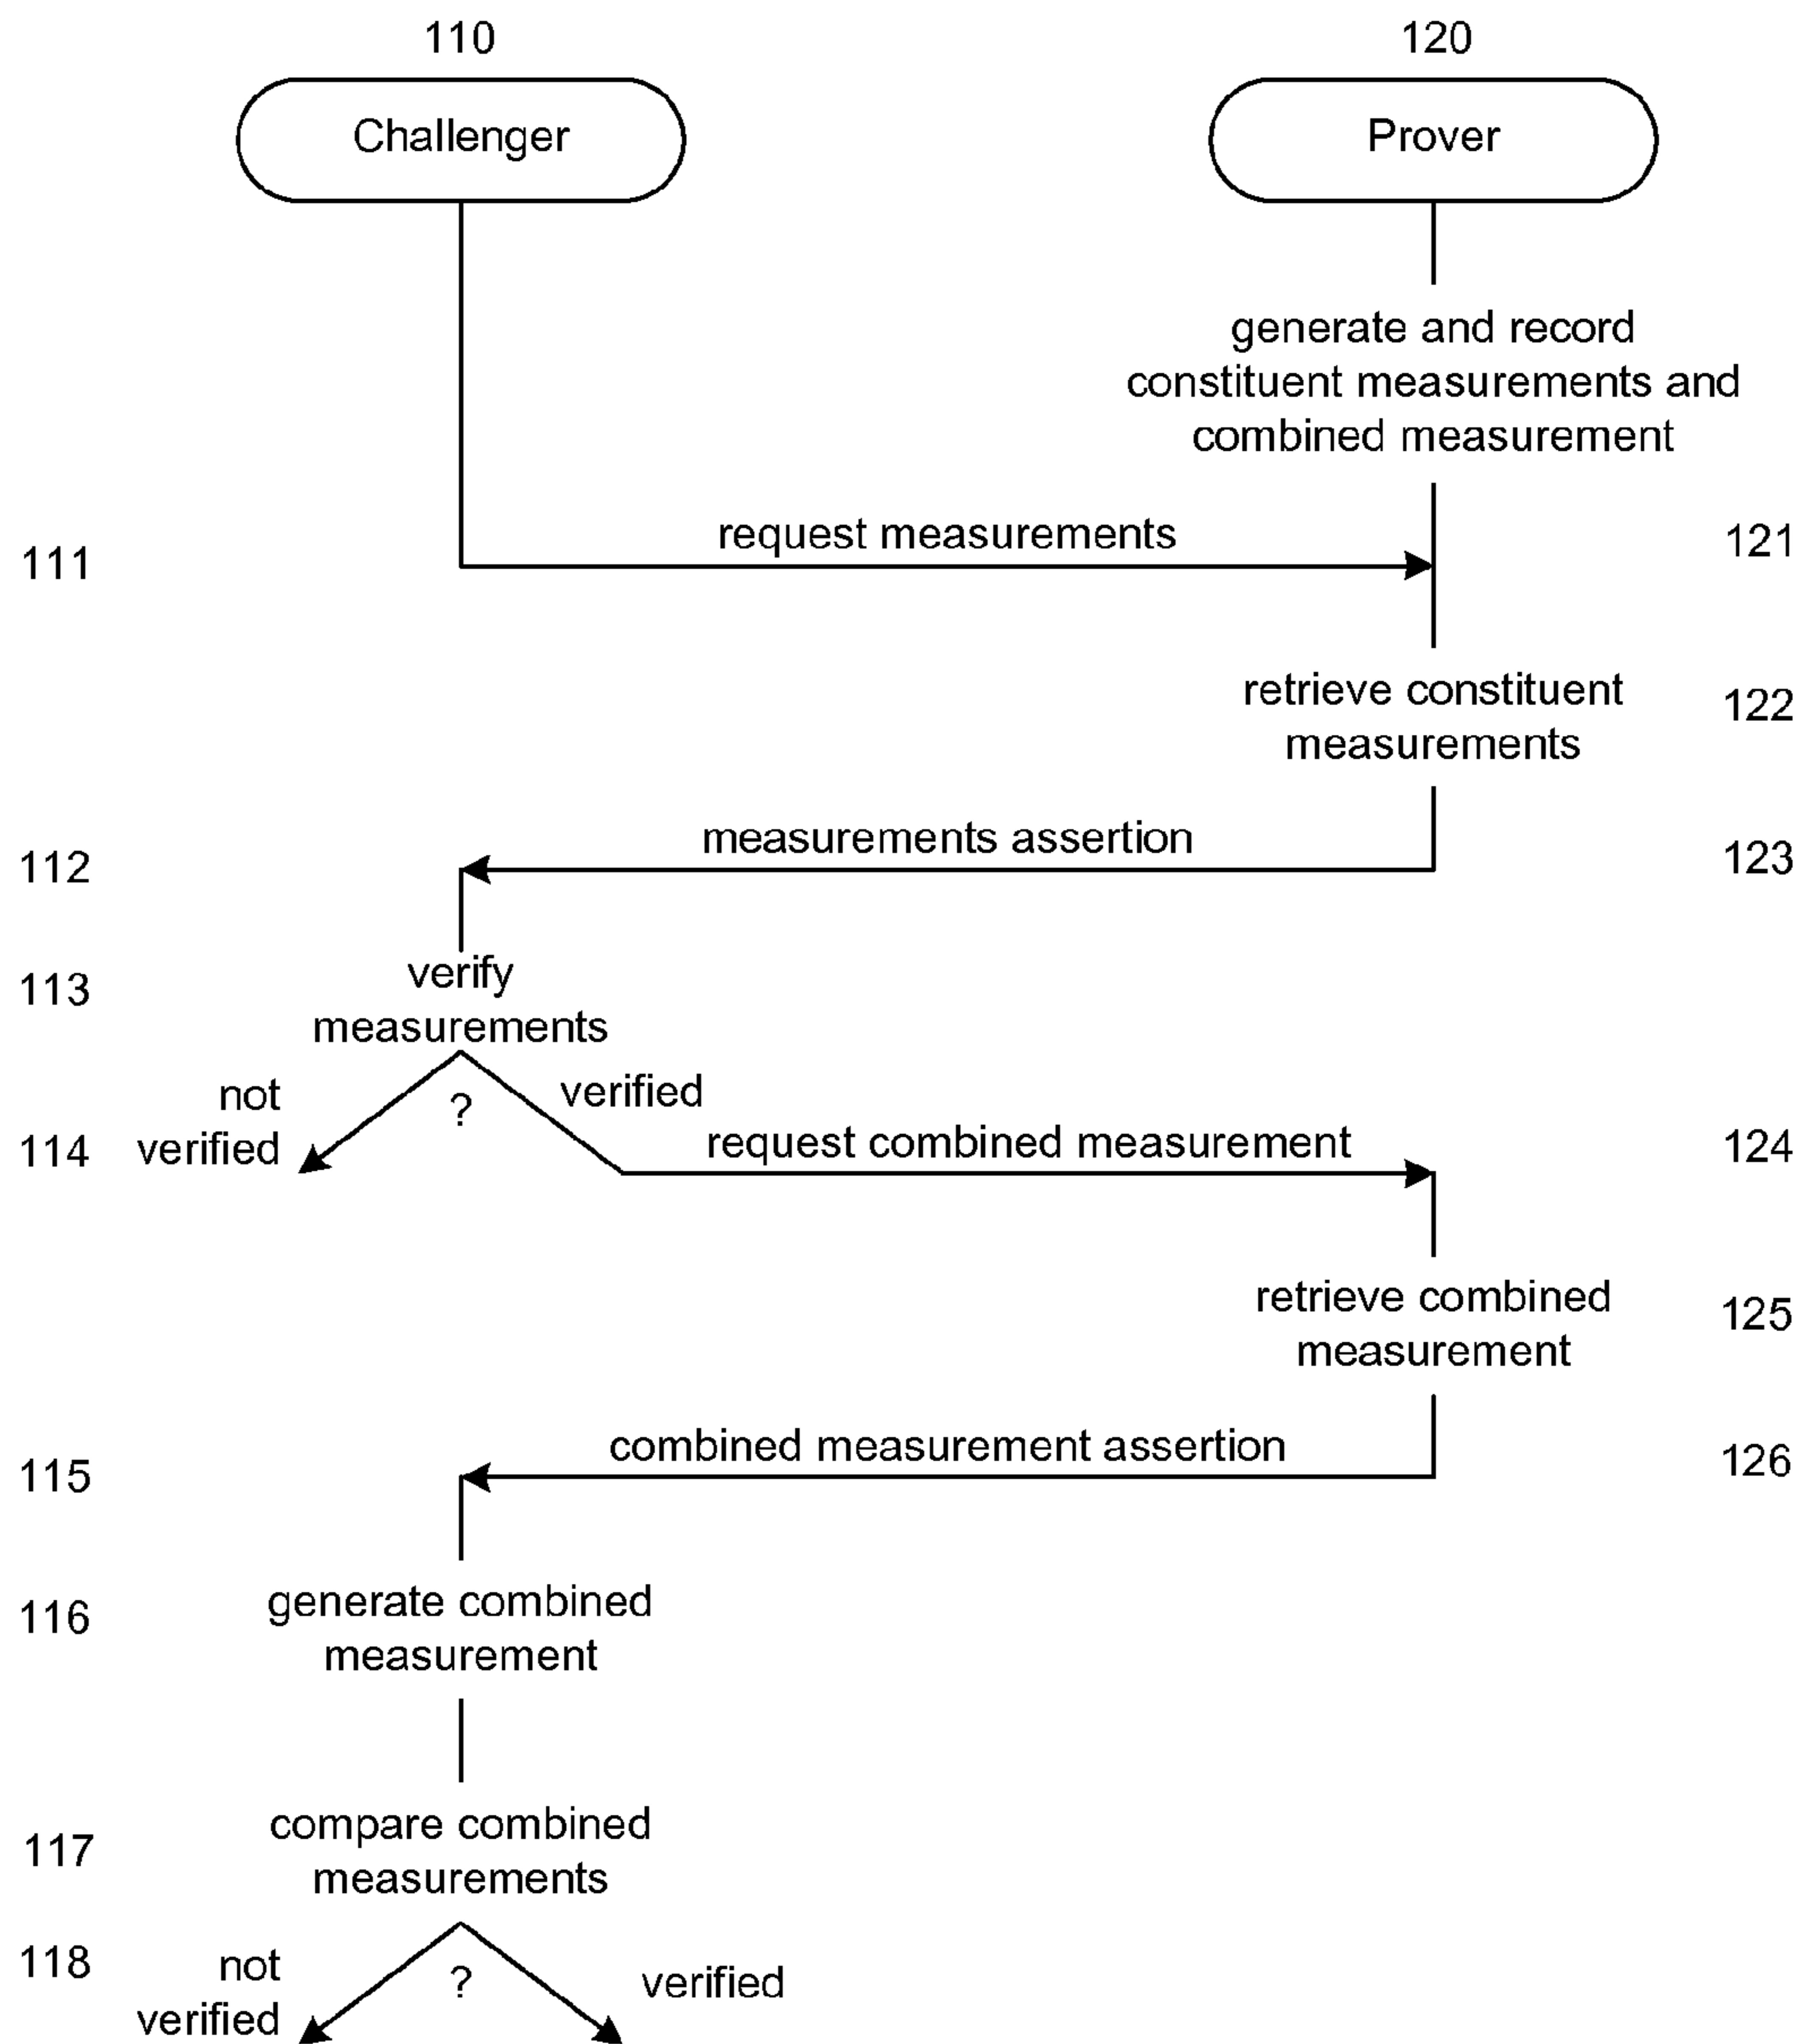 110
120
Challenger
Prover
generate and record
constituent measurements and
combined measurement
request measurements
121
111
retrieve constituent
measurements
122
measurements assertion
123
112
verify
measurements
113
not
verified
?
verified
114
request combined measurement
124
retrieve combined
measurement
125
combined measurement assertion
126
115
generate combined
measurement
116
compare combined
measurements
117
118
not
verified
?
verified